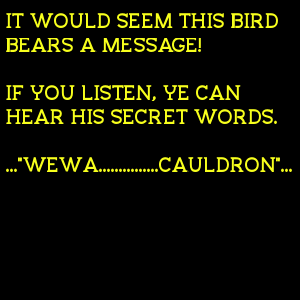 IT WOULD SEEM THIS BIRD
BEARS A MESSAGE!
IF YOU LISTEN, YE CAN
HEAR HIS SECRET WORDS.
..."WEWA...............CAULDRON"...